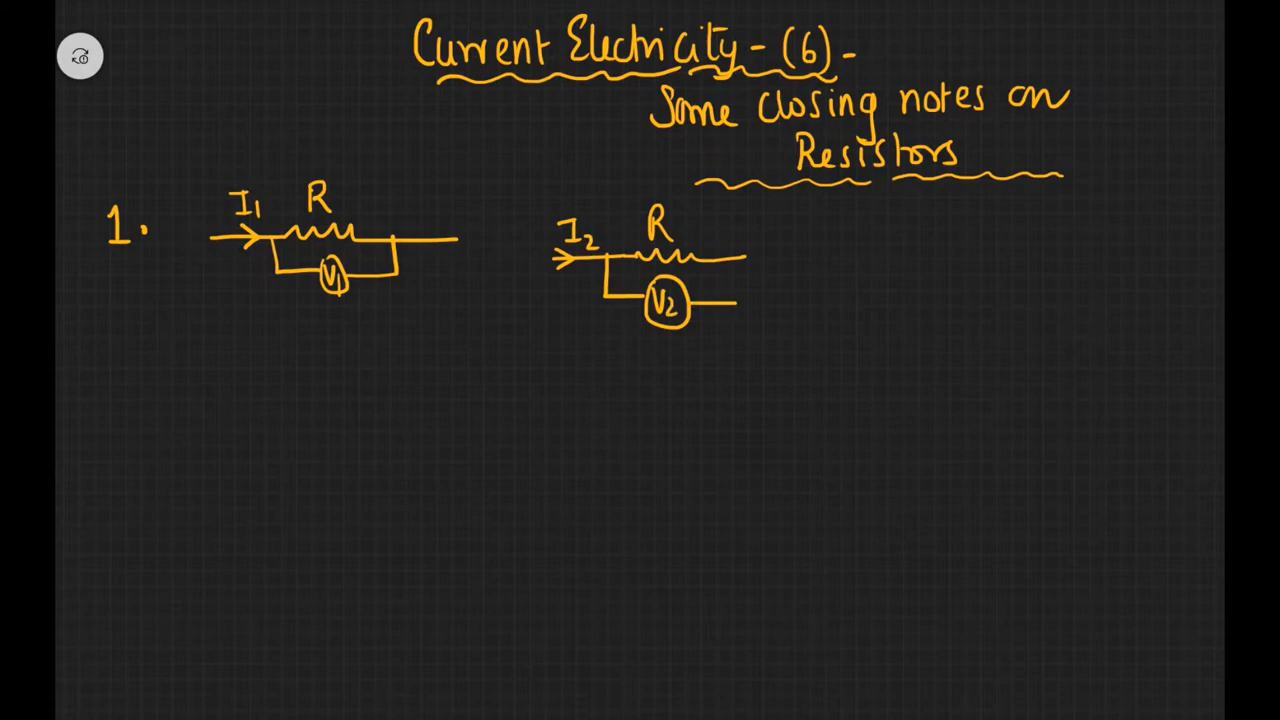 Current Electricity - (6) -
Some closing notes on
Resistors
1. I1 R
V1
I2 R
V2